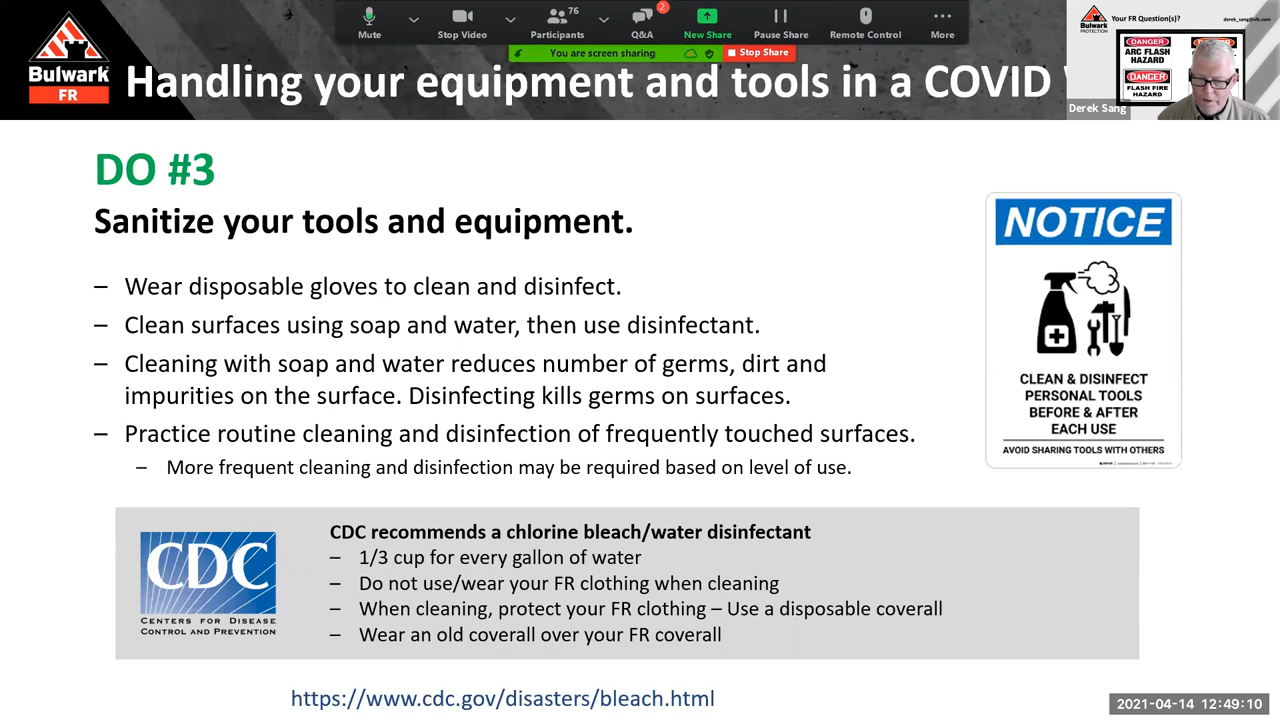 Mute
Stop Video
76
Participants
2
Q&A
New Share
Pause Share
Remote Control
More
You are screen sharing
Stop Share
Bulwark
PROTECTION
Your FR Question(s)?
derek_sang@vfc.com
DANGER
ARC FLASH
HAZARD
DANGER
FLASH FIRE
HAZARD
Derek Sang
Bulwark
FR
Handling your equipment and tools in a COVID
DO #3
Sanitize your tools and equipment.
– Wear disposable gloves to clean and disinfect.
– Clean surfaces using soap and water, then use disinfectant.
– Cleaning with soap and water reduces number of germs, dirt and
impurities on the surface. Disinfecting kills germs on surfaces.
– Practice routine cleaning and disinfection of frequently touched surfaces.
– More frequent cleaning and disinfection may be required based on level of use.
NOTICE
CLEAN & DISINFECT
PERSONAL TOOLS
BEFORE & AFTER
EACH USE
AVOID SHARING TOOLS WITH OTHERS
CDC
CENTERS FOR DISEASE
CONTROL AND PREVENTION
CDC recommends a chlorine bleach/water disinfectant
– 1/3 cup for every gallon of water
– Do not use/wear your FR clothing when cleaning
– When cleaning, protect your FR clothing – Use a disposable coverall
– Wear an old coverall over your FR coverall
https://www.cdc.gov/disasters/bleach.html
2021-04-14 12:49:10